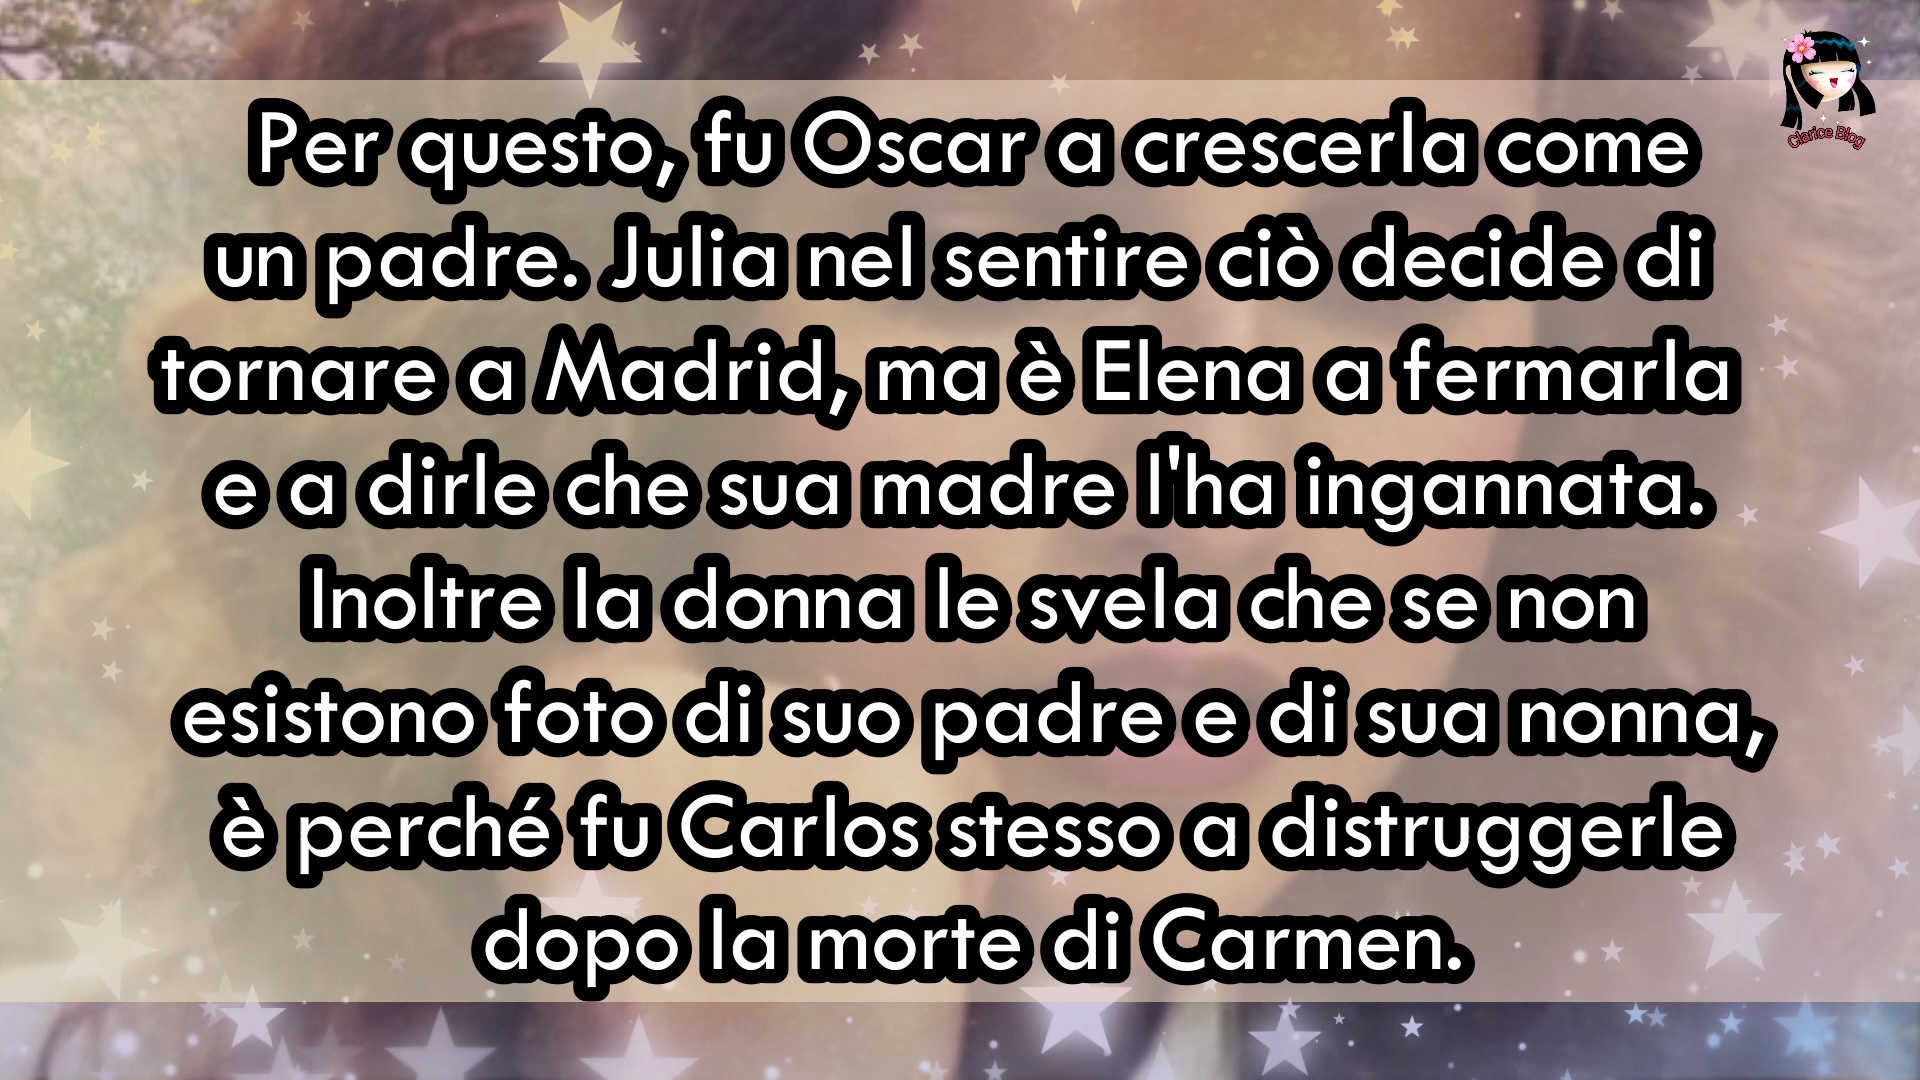 Clarice Blog
Per questo, fu Oscar a crescerla come
un padre. Julia nel sentire ciò decide di
tornare a Madrid, ma è Elena a fermarla
e a dirle che sua madre l'ha ingannata.
Inoltre la donna le svela che se non
esistono foto di suo padre e di sua nonna,
è perché fu Carlos stesso a distruggerle
dopo la morte di Carmen.